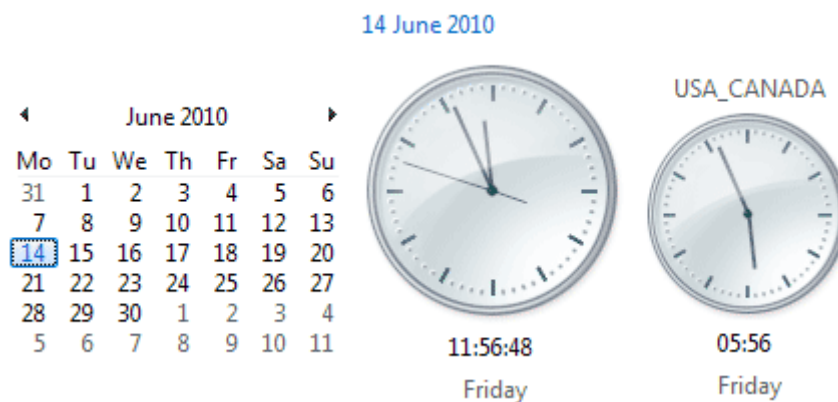 14 June 2010
June 2010
Mo Tu We Th Fr Sa Su
31 1 2 3 4 5 6
7 8 9 10 11 12 13
14 15 16 17 18 19 20
21 22 23 24 25 26 27
28 29 30 1 2 3 4
5 6 7 8 9 10 11
11:56:48
Friday
USA_CANADA
05:56
Friday